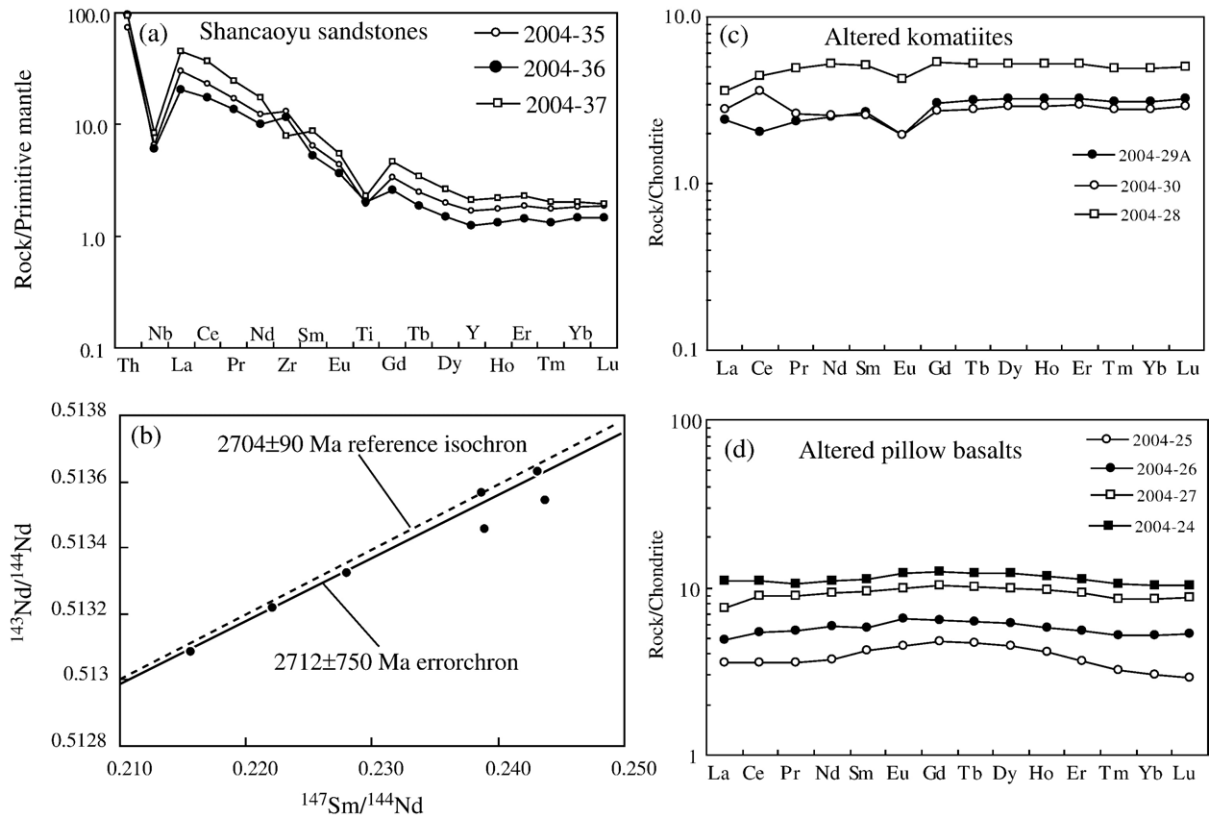 (a) Shancaoyu sandstones
2004-35
2004-36
2004-37
Rock/Primitive mantle
100.0
10.0
1.0
0.1
Nb Ce Nd Sm Ti Tb Y Er Yb
Th La Pr Zr Eu Gd Dy Ho Tm Lu
(b)
2704±90 Ma reference isochron
2712±750 Ma errorchron
143Nd/144Nd
0.5138
0.5136
0.5134
0.5132
0.513
0.5128
0.210 0.220 0.230 0.240 0.250
147Sm/144Nd
(c) Altered komatiites
2004-29A
2004-30
2004-28
Rock/Chondrite
10.0
1.0
0.1
La Ce Pr Nd Sm Eu Gd Tb Dy Ho Er Tm Yb Lu
(d) Altered pillow basalts
2004-25
2004-26
2004-27
2004-24
Rock/Chondrite
100
10
1
La Ce Pr Nd Sm Eu Gd Tb Dy Ho Er Tm Yb Lu